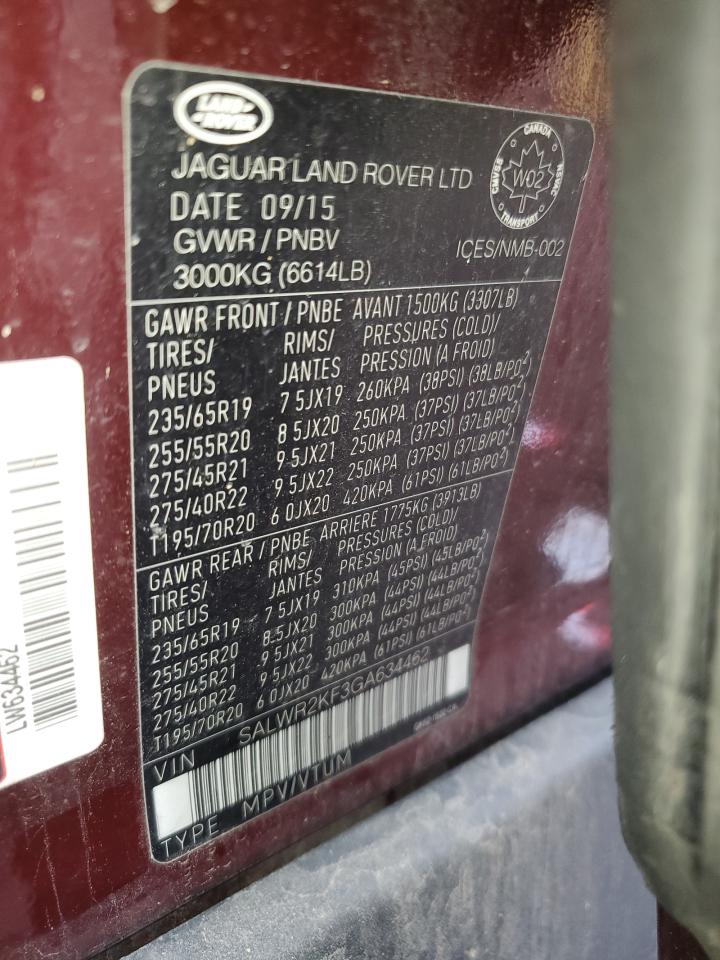 LAND
ROVER
JAGUAR LAND ROVER LTD
DATE 09/15
GVWR / PNBV
3000KG (6614LB)
CANADA
CMVSS
NSVAC
W02
TRANSPORT
ICES/NMB-002
GAWR FRONT / PNBE AVANT 1500KG (3307LB)
TIRES/ RIMS/ PRESSURES (COLD)/
PNEUS JANTES PRESSION (A FROID)
235/65R19 7 5JX19 260KPA (38PSI) (38LB/PO²)
255/55R20 8 5JX20 250KPA (37PSI) (37LB/PO²)
275/45R21 9 5JX21 250KPA (37PSI) (37LB/PO²)
275/40R22 9 5JX22 250KPA (37PSI) (37LB/PO²)
T195/70R20 6 0JX20 420KPA (61PSI) (61LB/PO²)
GAWR REAR / PNBE ARRIERE 1775KG (3913LB)
TIRES/ RIMS/ PRESSURES (COLD)/
PNEUS JANTES PRESSION (A FROID)
235/65R19 7 5JX19 310KPA (45PSI) (45LB/PO²)
255/55R20 8.5JX20 300KPA (44PSI) (44LB/PO²)
275/45R21 9 5JX21 300KPA (44PSI) (44LB/PO²)
275/40R22 9 5JX22 300KPA (44PSI) (44LB/PO²)
T195/70R20 6 0JX20 420KPA (61PSI) (61LB/PO²)
VIN SALWR2KF3GA634462
TYPE MPV/VTUM
LW634462